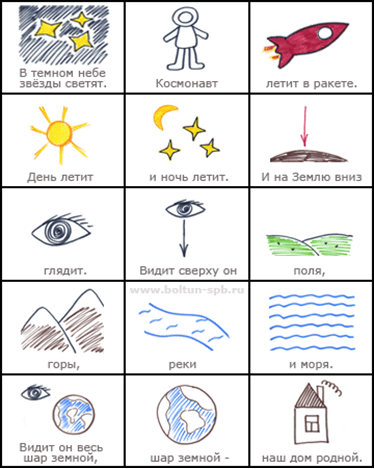 В темном небе
звёзды светят.
Космонавт
летит в ракете.
День летит
и ночь летит.
И на Землю вниз
глядит.
Видит сверху он
поля,
www.boltun-spb.ru
горы,
реки
и моря.
Видит он весь
шар земной,
шар земной -
наш дом родной.